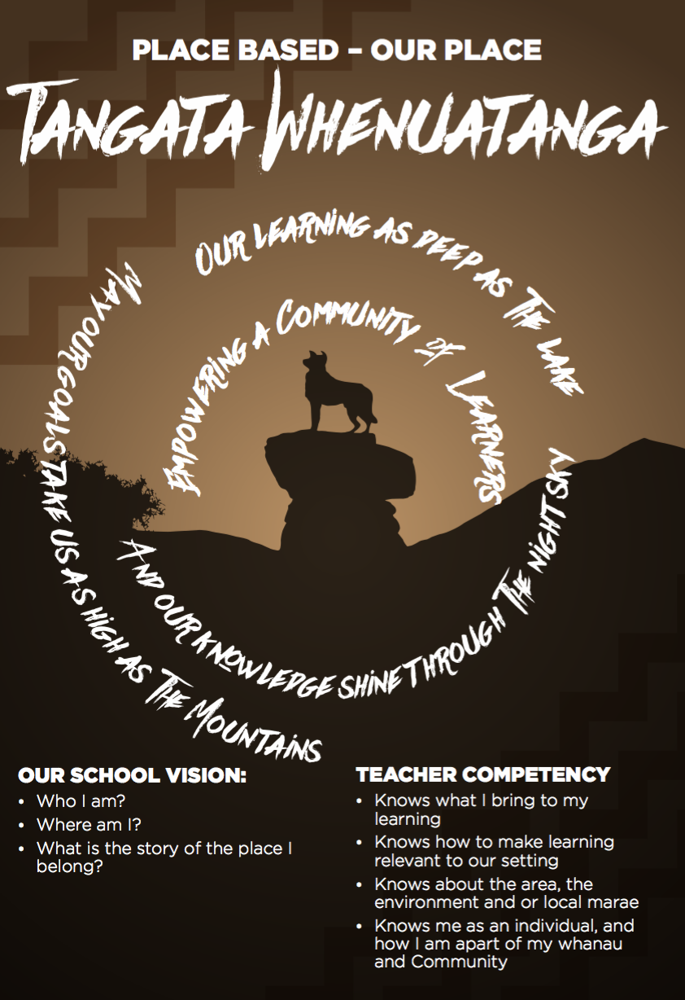 PLACE BASED – OUR PLACE
TANGATA WHENUATANGA
OUR LEARNING AS DEEP AS THE LAKE
MAY OUR GOALS TAKE US AS HIGH AS THE MOUNTAINS
AND OUR KNOWLEDGE SHINE THROUGH THE NIGHT SKY
EMPOWERING A COMMUNITY OF LEARNERS
OUR SCHOOL VISION:
• Who I am?
• Where am I?
• What is the story of the place I
belong?
TEACHER COMPETENCY
• Knows what I bring to my
learning
• Knows how to make learning
relevant to our setting
• Knows about the area, the
environment and or local marae
• Knows me as an individual, and
how I am apart of my whanau
and Community